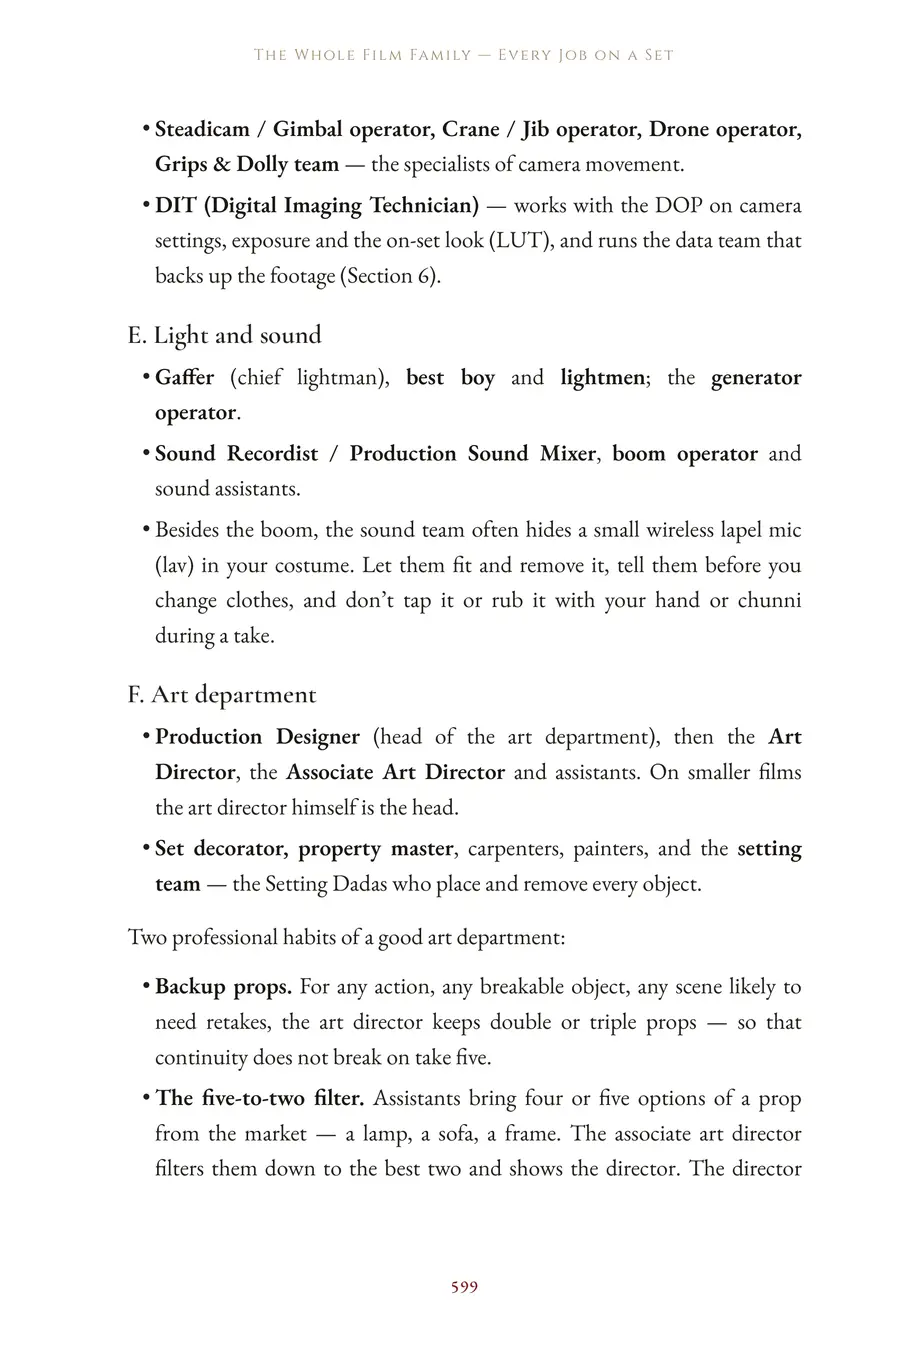 The Whole Film Family — Every Job on a Set
• Steadicam / Gimbal operator, Crane / Jib operator, Drone operator,
Grips & Dolly team — the specialists of camera movement.
• DIT (Digital Imaging Technician) — works with the DOP on camera
settings, exposure and the on-set look (LUT), and runs the data team that
backs up the footage (Section 6).
E. Light and sound
• Gaffer (chief lightman), best boy and lightmen; the generator
operator.
• Sound Recordist / Production Sound Mixer, boom operator and
sound assistants.
• Besides the boom, the sound team often hides a small wireless lapel mic
(lav) in your costume. Let them fit and remove it, tell them before you
change clothes, and don’t tap it or rub it with your hand or chunni
during a take.
F. Art department
• Production Designer (head of the art department), then the Art
Director, the Associate Art Director and assistants. On smaller films
the art director himself is the head.
• Set decorator, property master, carpenters, painters, and the setting
team — the Setting Dadas who place and remove every object.
Two professional habits of a good art department:
• Backup props. For any action, any breakable object, any scene likely to
need retakes, the art director keeps double or triple props — so that
continuity does not break on take five.
• The five-to-two filter. Assistants bring four or five options of a prop
from the market — a lamp, a sofa, a frame. The associate art director
filters them down to the best two and shows the director. The director
599